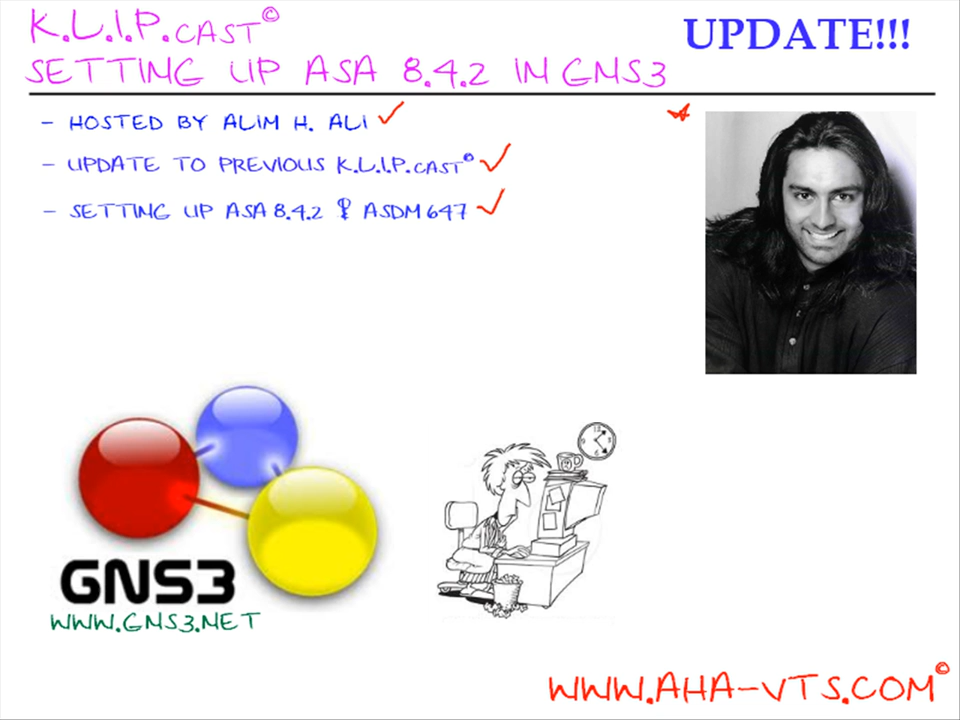 K.L.I.P.CAST©
UPDATE!!!
SETTING UP ASA 8.4.2 IN GNS3
- HOSTED BY ALIM H. ALI
- UPDATE TO PREVIOUS K.L.I.P.CAST©
- SETTING UP ASA 8.4.2 & ASDM 647
GNS3
WWW.GNS3.NET
WWW.AHA-VTS.COM©